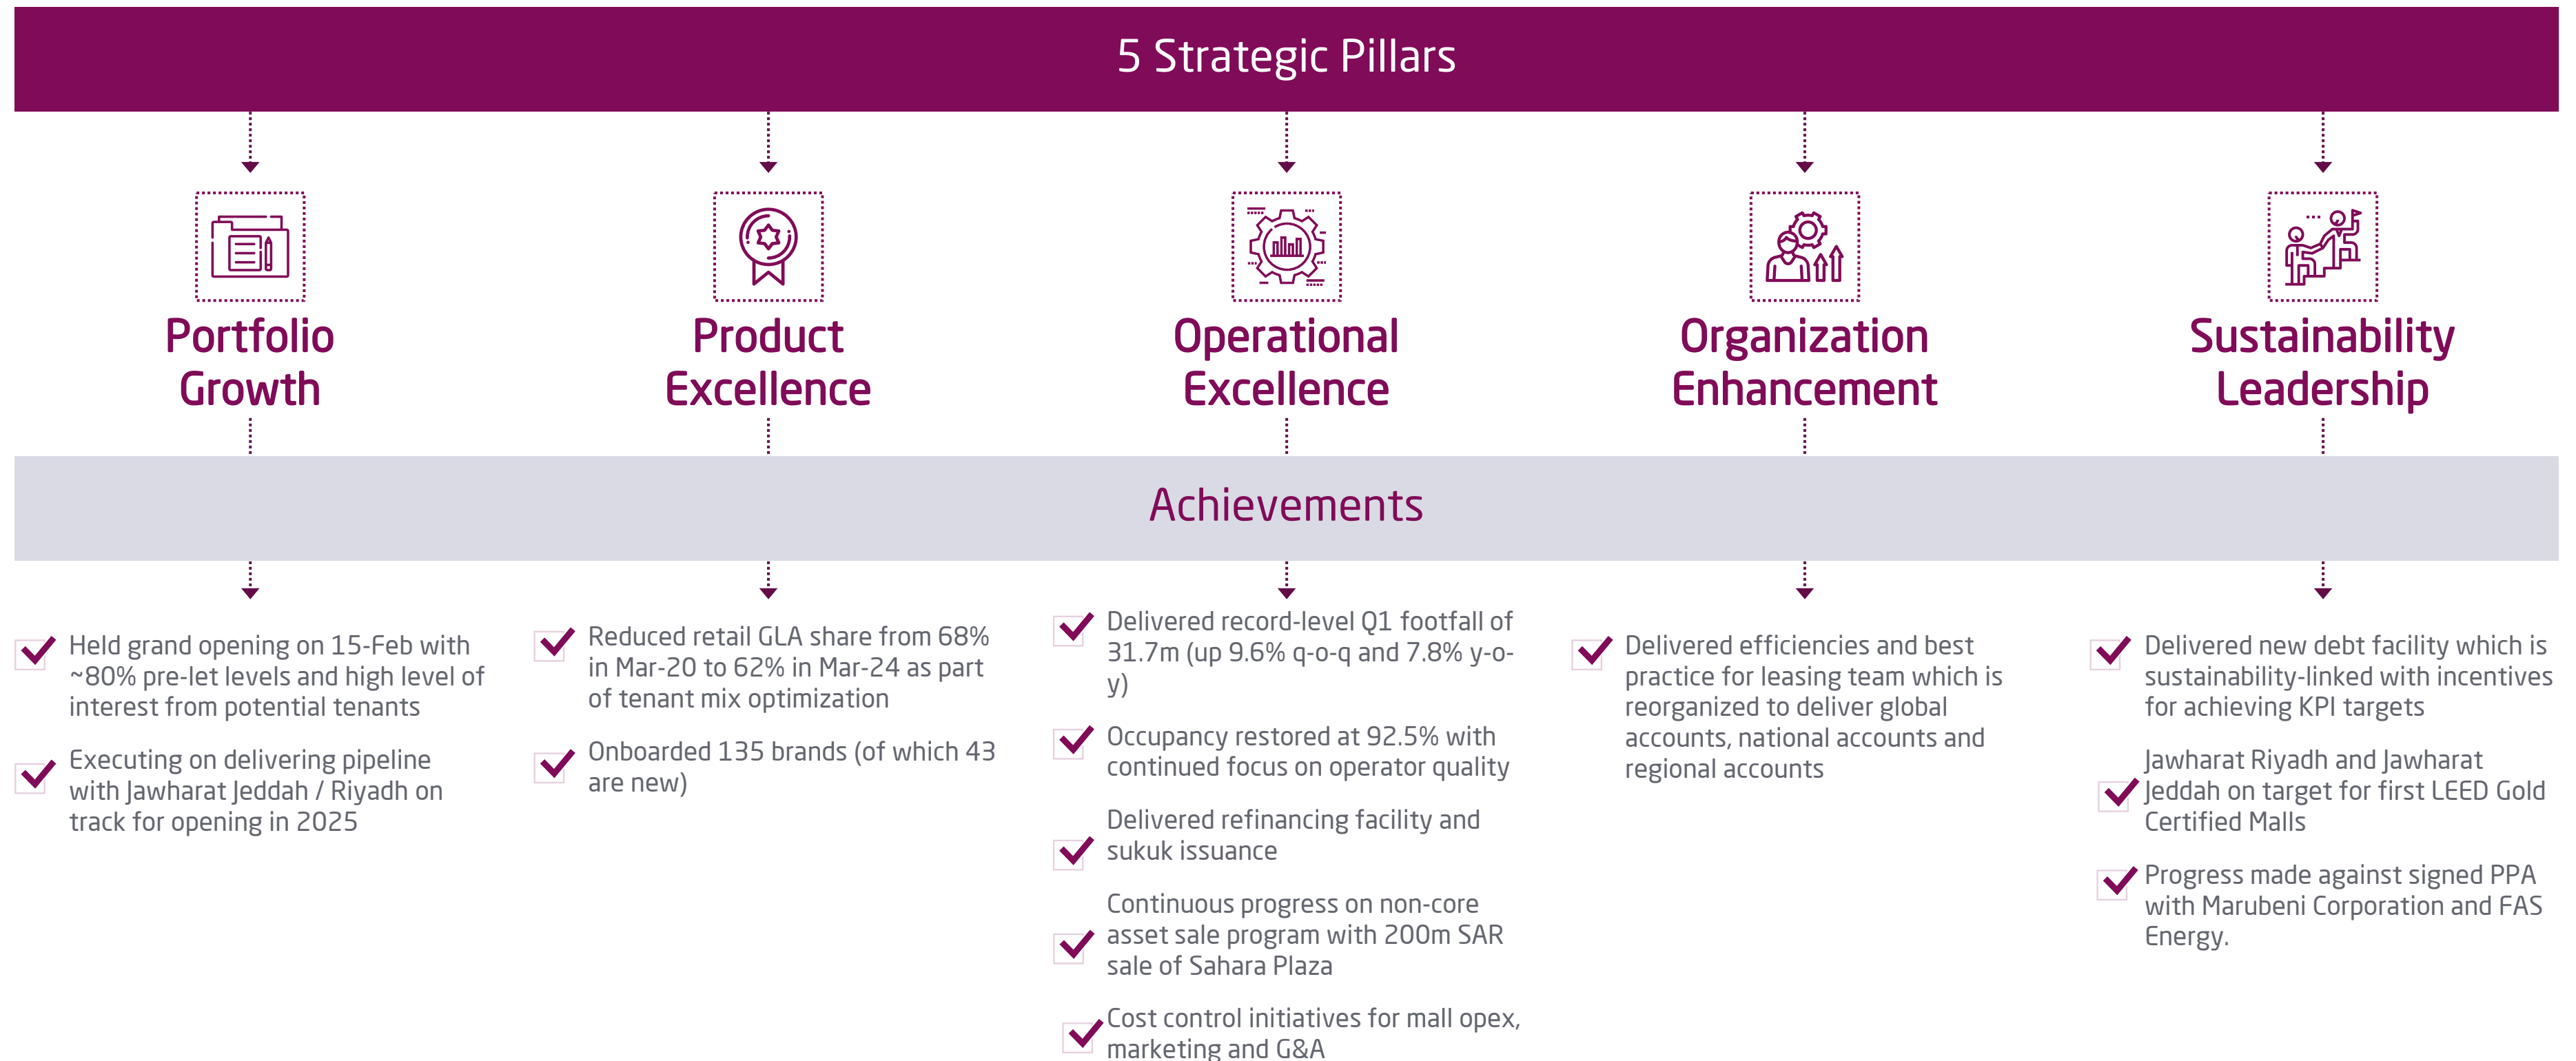 5 Strategic Pillars
Portfolio
Growth
Product
Excellence
Operational
Excellence
Organization
Enhancement
Sustainability
Leadership
Achievements
Held grand opening on 15-Feb with
~80% pre-let levels and high level of
interest from potential tenants
Executing on delivering pipeline
with Jawharat Jeddah / Riyadh on
track for opening in 2025
Reduced retail GLA share from 68%
in Mar-20 to 62% in Mar-24 as part
of tenant mix optimization
Onboarded 135 brands (of which 43
are new)
Delivered record-level Q1 footfall of
31.7m (up 9.6% q-o-q and 7.8% y-o-
y)
Occupancy restored at 92.5% with
continued focus on operator quality
Delivered refinancing facility and
sukuk issuance
Continuous progress on non-core
asset sale program with 200m SAR
sale of Sahara Plaza
Cost control initiatives for mall opex,
marketing and G&A
Delivered efficiencies and best
practice for leasing team which is
reorganized to deliver global
accounts, national accounts and
regional accounts
Delivered new debt facility which is
sustainability-linked with incentives
for achieving KPI targets
Jawharat Riyadh and Jawharat
Jeddah on target for first LEED Gold
Certified Malls
Progress made against signed PPA
with Marubeni Corporation and FAS
Energy.